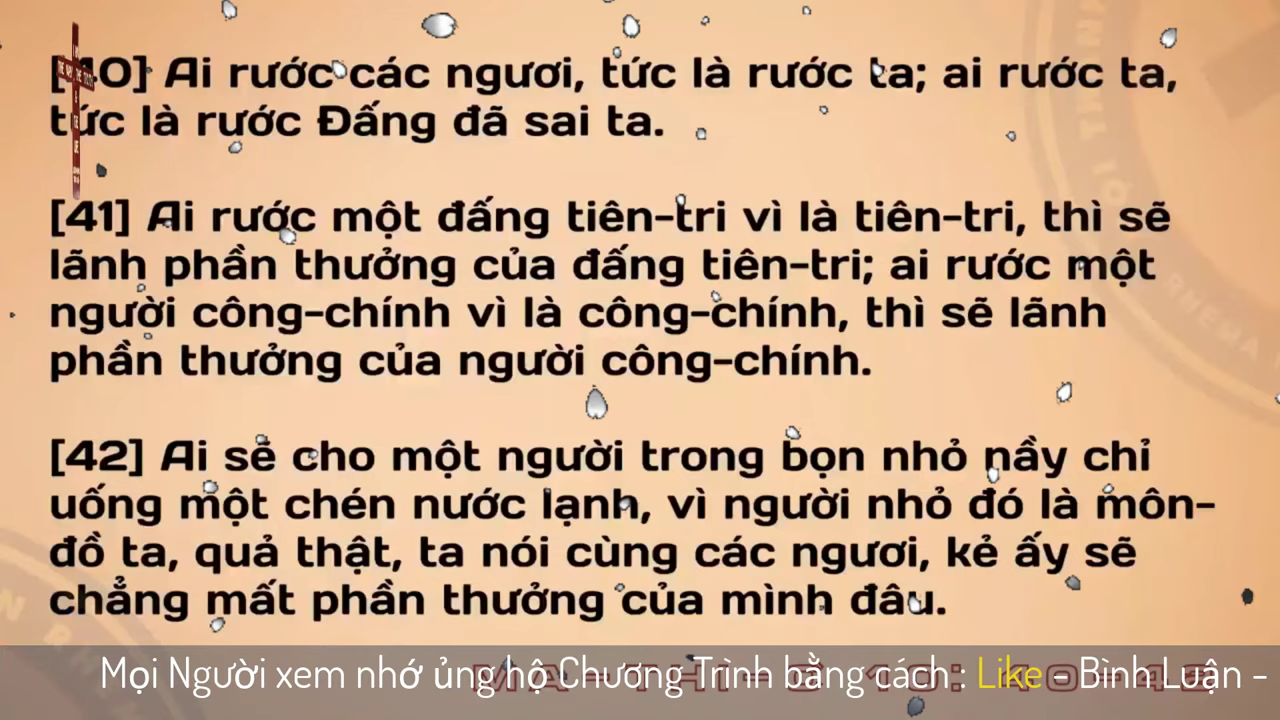 [40] Ai rước các ngươi, tức là rước ta; ai rước ta,
tức là rước Đấng đã sai ta.
[41] Ai rước một đấng tiên-tri vì là tiên-tri, thì sẽ
lãnh phần thưởng của đấng tiên-tri; ai rước một
người công-chính vì là công-chính, thì sẽ lãnh
phần thưởng của người công-chính.
[42] Ai sẽ cho một người trong bọn nhỏ nầy chỉ
uống một chén nước lạnh, vì người nhỏ đó là môn-
đồ ta, quả thật, ta nói cùng các ngươi, kẻ ấy sẽ
chẳng mất phần thưởng của mình đâu.
Mọi Người xem nhớ ủng hộ Chương Trình bằng cách : Like - Bình Luận -